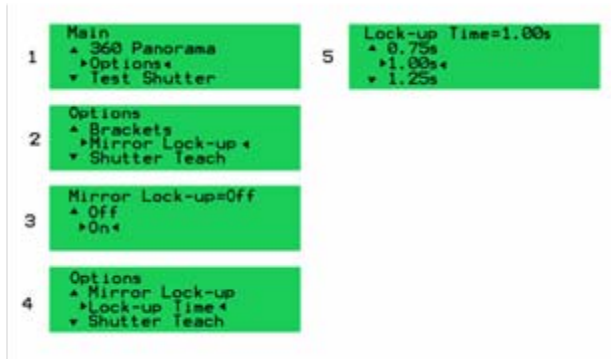 1
Main
▲ 360 Panorama
▶Options◀
▼ Test Shutter
2
Options
▲ Brackets
▶Mirror Lock-up◀
▼ Shutter Teach
3
Mirror Lock-up=Off
▲ Off
▶On◀
4
Options
▲ Mirror Lock-up
▶Lock-up Time◀
▼ Shutter Teach
5
Lock-up Time=1.00s
▲ 0.75s
▶1.00s◀
▼ 1.25s